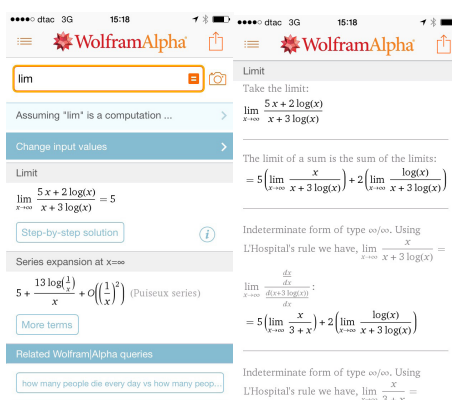 dtac 3G 15:18
WolframAlpha
lim
Assuming "lim" is a computation ...
Change input values
Limit
lim x→∞ (5 x + 2 log(x))/(x + 3 log(x)) = 5
Step-by-step solution
Series expansion at x=∞
5 + (13 log(1/x))/x + O((1/x)^2) (Puiseux series)
More terms
Related Wolfram|Alpha queries
how many people die every day vs how many peop...
dtac 3G 15:18
WolframAlpha
Limit
Take the limit:
lim x→∞ (5 x + 2 log(x))/(x + 3 log(x))
The limit of a sum is the sum of the limits:
= 5(lim x→∞ x/(x + 3 log(x))) + 2(lim x→∞ log(x)/(x + 3 log(x)))
Indeterminate form of type ∞/∞. Using
L'Hospital's rule we have, lim x→∞ x/(x + 3 log(x)) =
lim x→∞ (dx/dx)/(d(x+3 log(x))/dx):
= 5(lim x→∞ x/(3 + x)) + 2(lim x→∞ log(x)/(x + 3 log(x)))
Indeterminate form of type ∞/∞. Using
L'Hospital's rule we have, lim x→∞ x/(3 + x) =